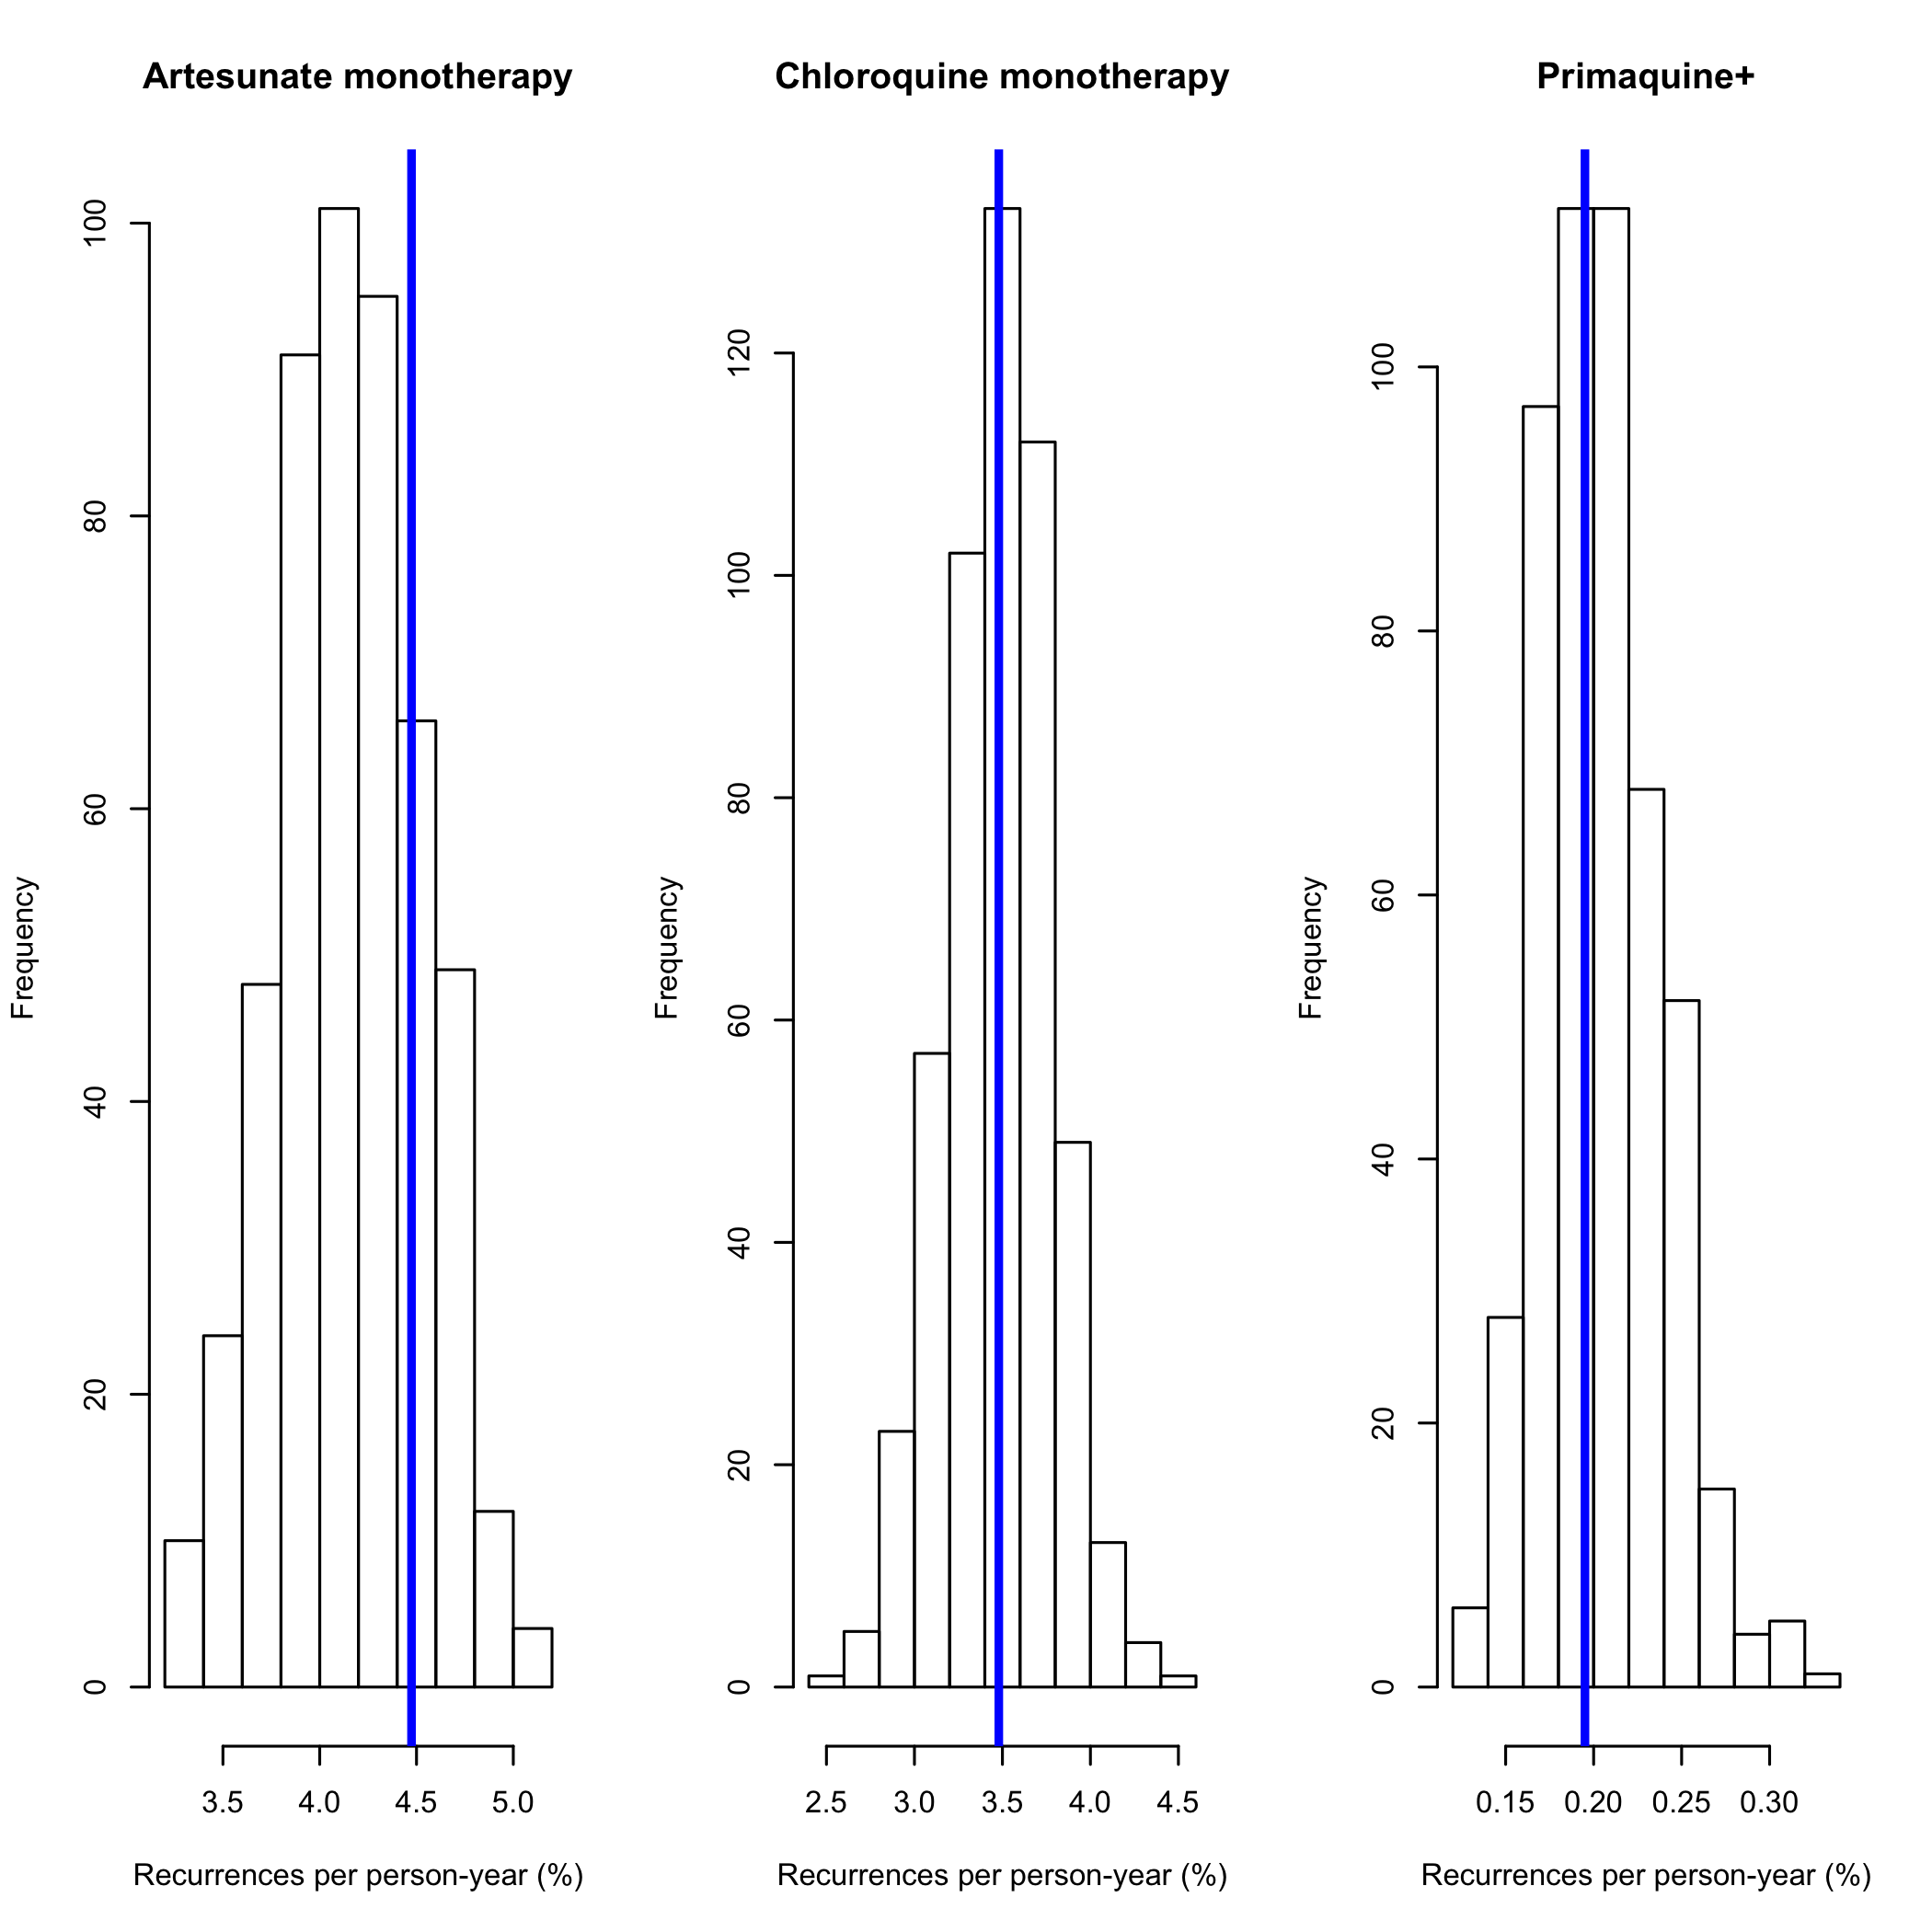 Artesunate monotherapy
Frequency
100
80
60
40
20
0
3.5 4.0 4.5 5.0
Recurrences per person-year (%)
Chloroquine monotherapy
Frequency
120
100
80
60
40
20
0
2.5 3.0 3.5 4.0 4.5
Recurrences per person-year (%)
Primaquine+
Frequency
100
80
60
40
20
0
0.15 0.20 0.25 0.30
Recurrences per person-year (%)